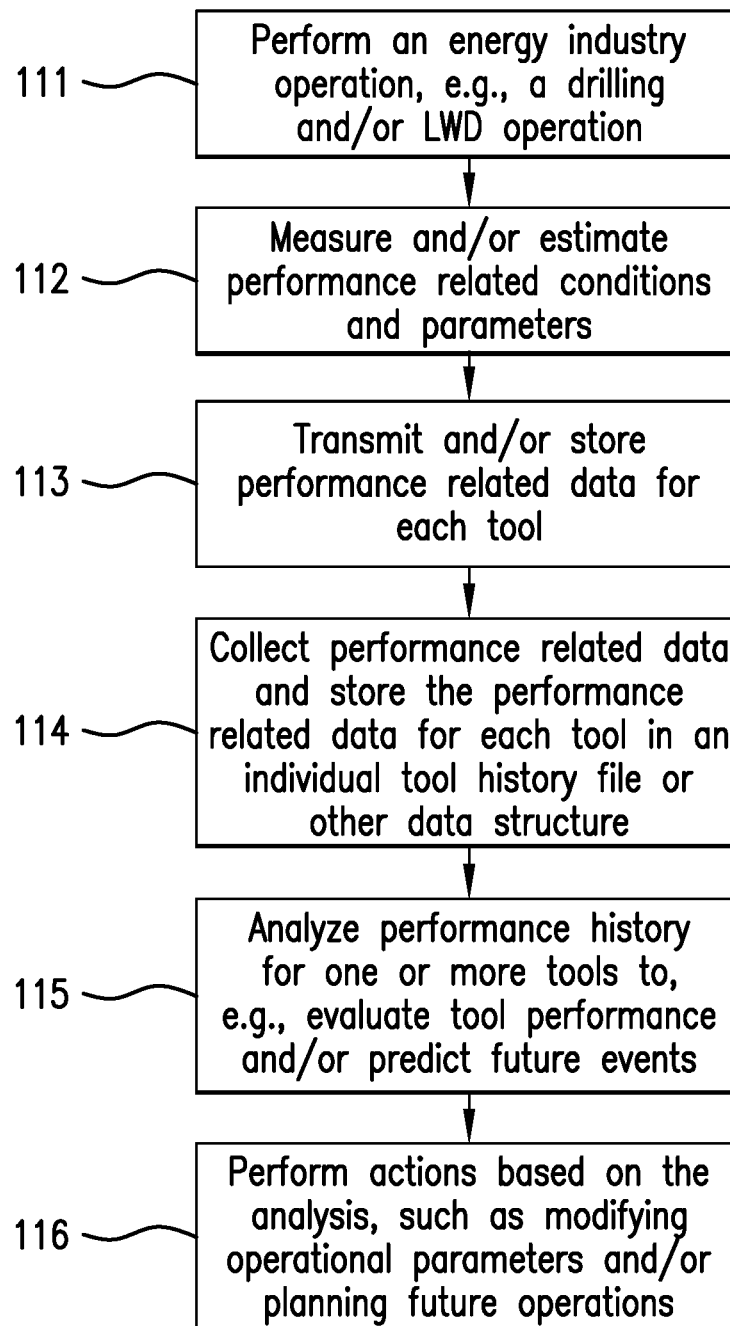 111
Perform an energy industry
operation, e.g., a drilling
and/or LWD operation
112
Measure and/or estimate
performance related conditions
and parameters
113
Transmit and/or store
performance related data for
each tool
114
Collect performance related data
and store the performance
related data for each tool in an
individual tool history file or
other data structure
115
Analyze performance history
for one or more tools to,
e.g., evaluate tool performance
and/or predict future events
116
Perform actions based on the
analysis, such as modifying
operational parameters and/or
planning future operations